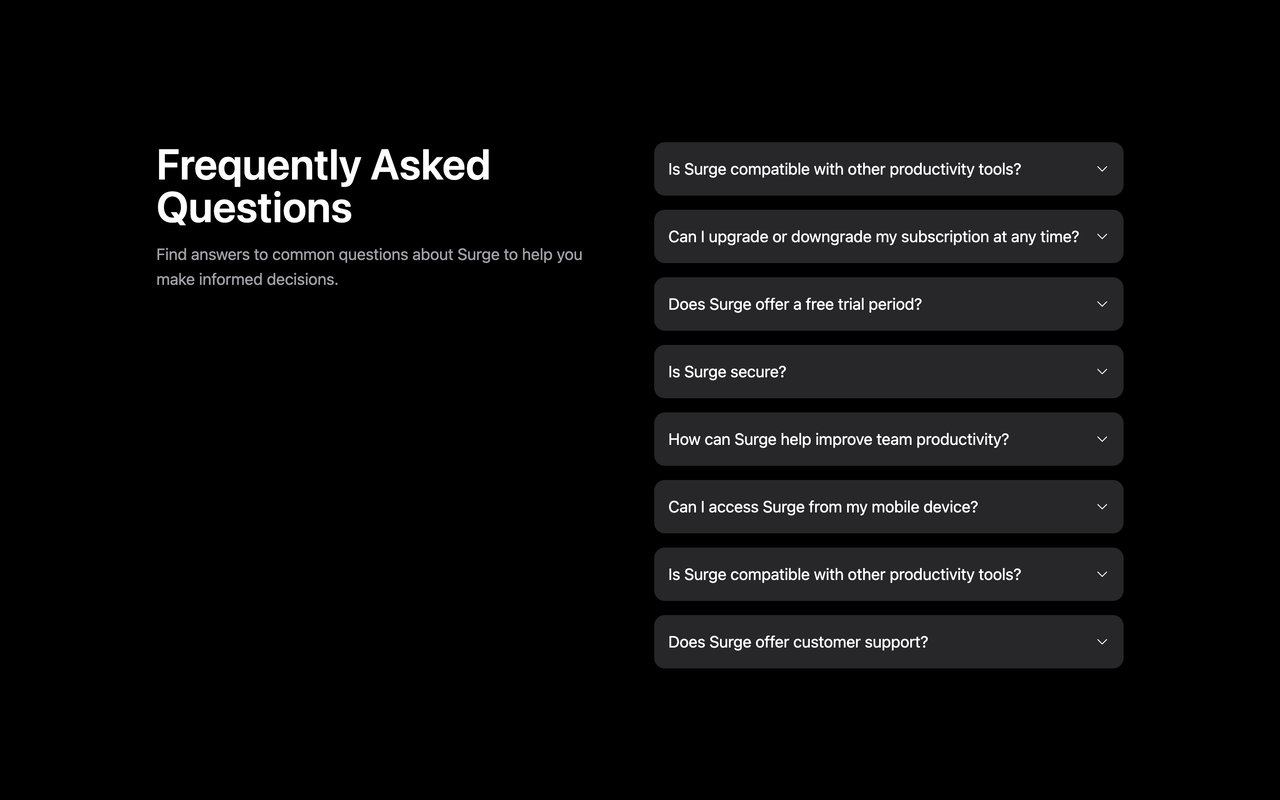 Frequently Asked
Questions
Find answers to common questions about Surge to help you
make informed decisions.
Is Surge compatible with other productivity tools?
Can I upgrade or downgrade my subscription at any time?
Does Surge offer a free trial period?
Is Surge secure?
How can Surge help improve team productivity?
Can I access Surge from my mobile device?
Is Surge compatible with other productivity tools?
Does Surge offer customer support?